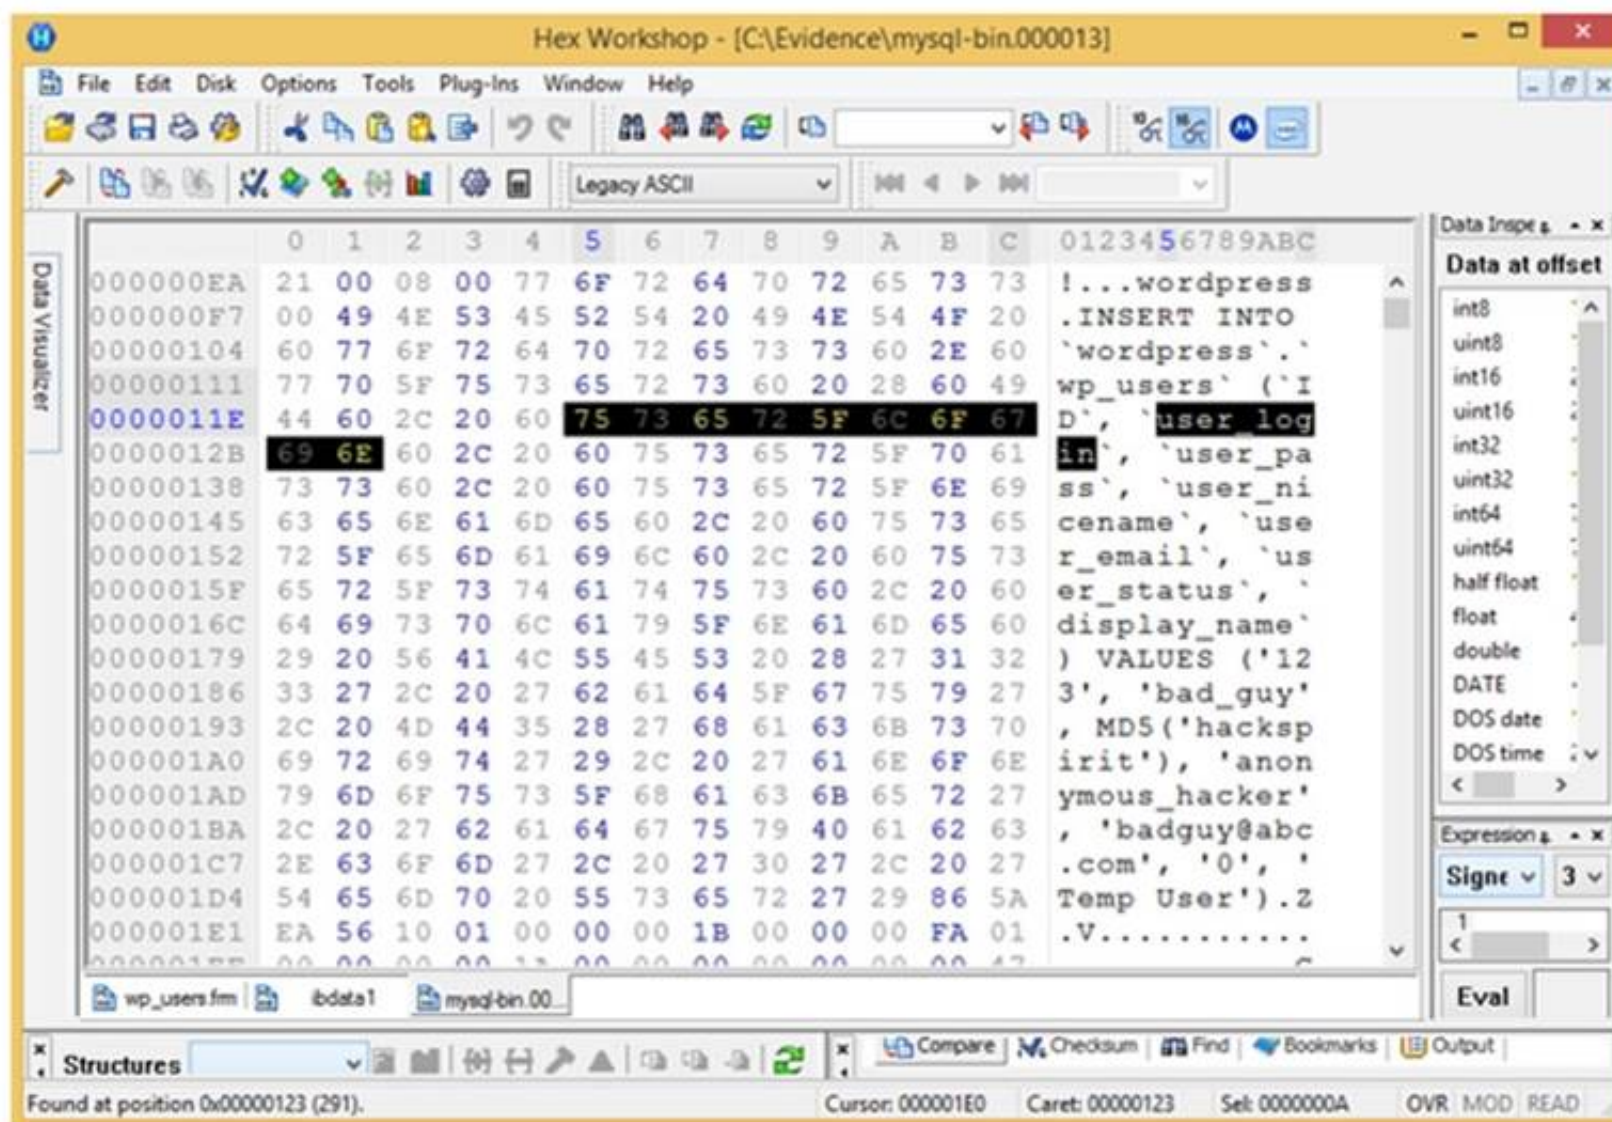 Hex Workshop - [C:\Evidence\mysql-bin.000013]
File Edit Disk Options Tools Plug-Ins Window Help
Legacy ASCII
Data Visualizer
0 1 2 3 4 5 6 7 8 9 A B C 0123456789ABC
000000EA 21 00 08 00 77 6F 72 64 70 72 65 73 73 !...wordpress
000000F7 00 49 4E 53 45 52 54 20 49 4E 54 4F 20 .INSERT INTO
00000104 60 77 6F 72 64 70 72 65 73 73 60 2E 60 `wordpress`.`
00000111 77 70 5F 75 73 65 72 73 60 20 28 60 49 wp_users` (`I
0000011E 44 60 2C 20 60 75 73 65 72 5F 6C 6F 67 D`, `user_log
0000012B 69 6E 60 2C 20 60 75 73 65 72 5F 70 61 in`, `user_pa
00000138 73 73 60 2C 20 60 75 73 65 72 5F 6E 69 ss`, `user_ni
00000145 63 65 6E 61 6D 65 60 2C 20 60 75 73 65 cename`, `use
00000152 72 5F 65 6D 61 69 6C 60 2C 20 60 75 73 r_email`, `us
0000015F 65 72 5F 73 74 61 74 75 73 60 2C 20 60 er_status`, `
0000016C 64 69 73 70 6C 61 79 5F 6E 61 6D 65 60 display_name`
00000179 29 20 56 41 4C 55 45 53 20 28 27 31 32 ) VALUES ('12
00000186 33 27 2C 20 27 62 61 64 5F 67 75 79 27 3', 'bad_guy'
00000193 2C 20 4D 44 35 28 27 68 61 63 6B 73 70 , MD5('hacksp
000001A0 69 72 69 74 27 29 2C 20 27 61 6E 6F 6E irit'), 'anon
000001AD 79 6D 6F 75 73 5F 68 61 63 6B 65 72 27 ymous_hacker'
000001BA 2C 20 27 62 61 64 67 75 79 40 61 62 63 , 'badguy@abc
000001C7 2E 63 6F 6D 27 2C 20 27 30 27 2C 20 27 .com', '0', '
000001D4 54 65 6D 70 20 55 73 65 72 27 29 86 5A Temp User').Z
000001E1 EA 56 10 01 00 00 00 1B 00 00 00 FA 01 .V...........
Data Inspe
Data at offset
int8
uint8
int16
uint16
int32
uint32
int64
uint64
half float
float
double
DATE
DOS date
DOS time
Expression
Signe 3
1
Eval
wp_users.frm ibdata1 mysql-bin.00...
Structures
Compare Checksum Find Bookmarks Output
Found at position 0x00000123 (291). Cursor: 000001E0 Caret: 00000123 Sel: 0000000A OVR MOD READ